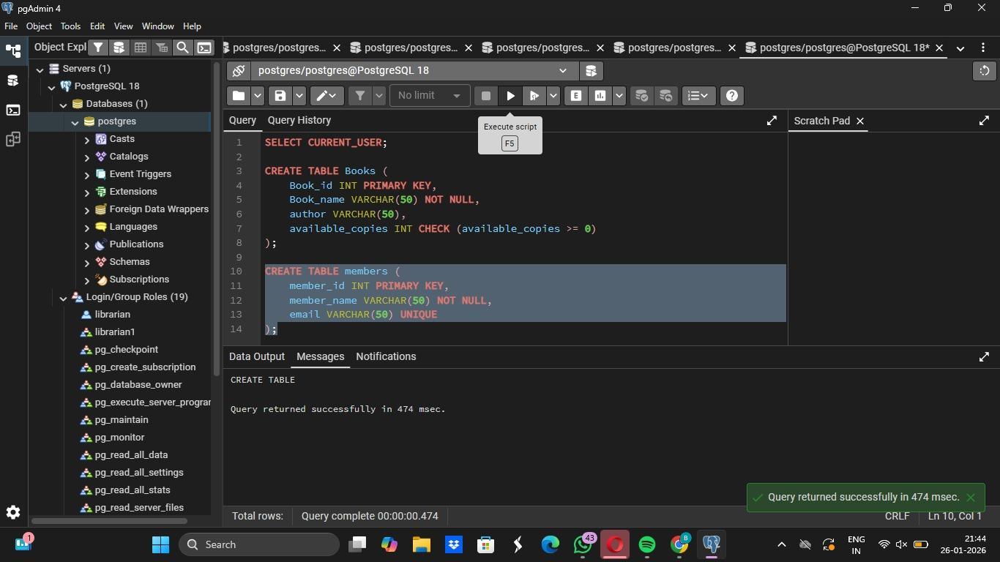 pgAdmin 4
File Object Tools Edit View Window Help
Object Expl
postgres/postgres...
postgres/postgres...
postgres/postgres...
postgres/postgres...
postgres/postgres@PostgreSQL 18*
Servers (1)
PostgreSQL 18
Databases (1)
postgres
Casts
Catalogs
Event Triggers
Extensions
Foreign Data Wrappers
Languages
Publications
Schemas
Subscriptions
Login/Group Roles (19)
librarian
librarian1
pg_checkpoint
pg_create_subscription
pg_database_owner
pg_execute_server_program
pg_maintain
pg_monitor
pg_read_all_data
pg_read_all_settings
pg_read_all_stats
pg_read_server_files
postgres/postgres@PostgreSQL 18
No limit
E
Query Query History
Execute script
F5
Scratch Pad
1 SELECT CURRENT_USER;
2
3 CREATE TABLE Books (
4 Book_id INT PRIMARY KEY,
5 Book_name VARCHAR(50) NOT NULL,
6 author VARCHAR(50),
7 available_copies INT CHECK (available_copies >= 0)
8 );
9
10 CREATE TABLE members (
11 member_id INT PRIMARY KEY,
12 member_name VARCHAR(50) NOT NULL,
13 email VARCHAR(50) UNIQUE
14 );
Data Output Messages Notifications
CREATE TABLE
Query returned successfully in 474 msec.
Query returned successfully in 474 msec.
Total rows: Query complete 00:00:00.474 CRLF Ln 10, Col 1
1
Search
43
B
ENG
IN
21:44
26-01-2026